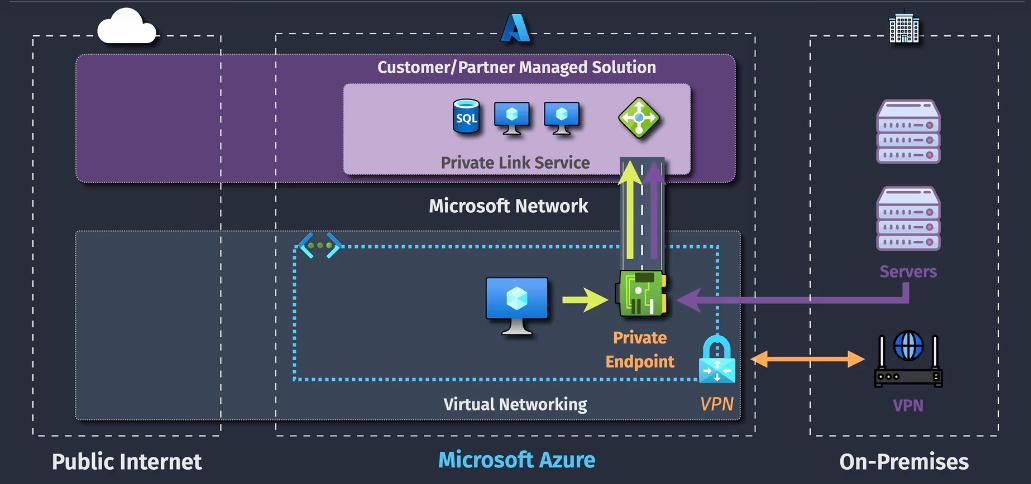 Customer/Partner Managed Solution
SQL
Private Link Service
Microsoft Network
Servers
Private
Endpoint
VPN
VPN
Virtual Networking
Public Internet
Microsoft Azure
On-Premises